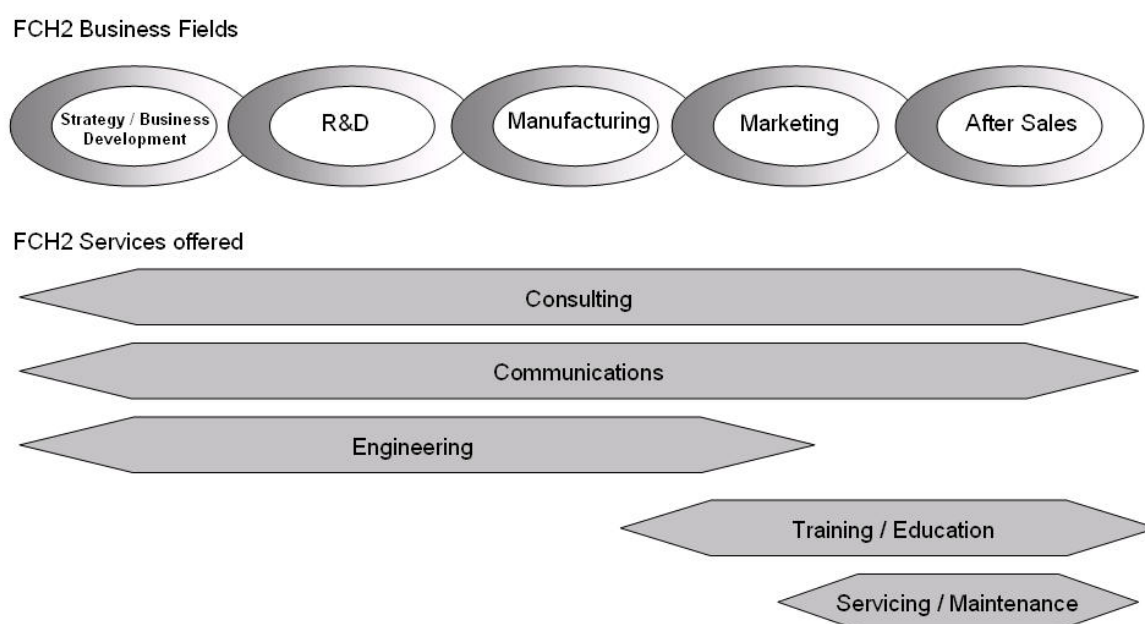 FCH2 Business Fields
Strategy / Business
Development
R&D
Manufacturing
Marketing
After Sales
FCH2 Services offered
Consulting
Communications
Engineering
Training / Education
Servicing / Maintenance